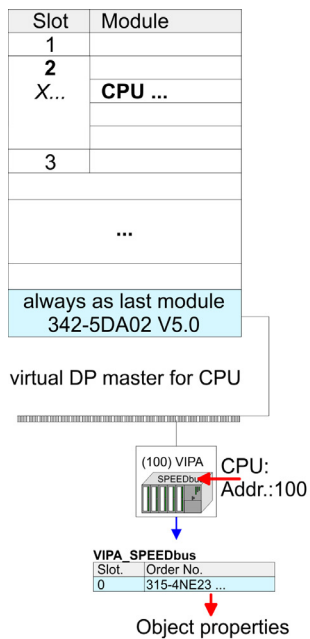 Slot Module
1
2
X... CPU ...
3
...
always as last module
342-5DA02 V5.0
virtual DP master for CPU
(100) VIPA
SPEEDbus
CPU:
Addr.:100
VIPA_SPEEDbus
Slot. Order No.
0 315-4NE23 ...
Object properties